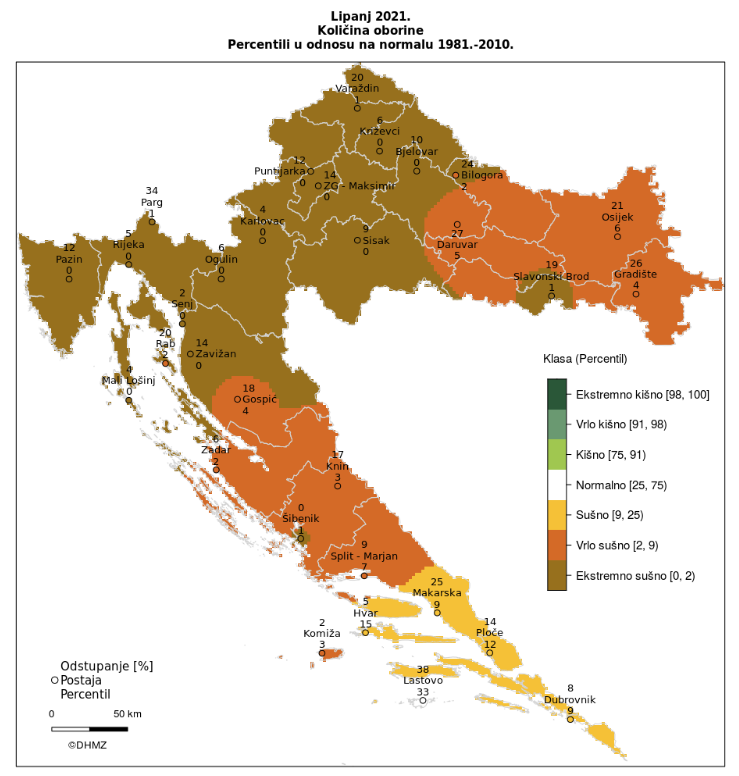 Lipanj 2021.
Količina oborine
Percentili u odnosu na normalu 1981.-2010.
20
Varaždin
1
6
Križevci
0
10
Bjelovar
0
12
Puntijarka
0
14
ZG - Maksimir
0
24
Bilogora
2
34
Parg
1
4
Karlovac
0
9
Sisak
0
27
Daruvar
5
21
Osijek
6
12
Pazin
0
5
Rijeka
0
6
Ogulin
0
19
Slavonski Brod
1
26
Gradište
4
2
Senj
0
20
Rab
2
14
Zavižan
0
4
Mali Lošinj
0
18
Gospić
4
6
Zadar
2
17
Knin
3
0
Šibenik
1
9
Split - Marjan
7
25
Makarska
9
5
Hvar
15
2
Komiža
3
14
Ploče
12
38
Lastovo
33
8
Dubrovnik
9
Klasa (Percentil)
Ekstremno kišno [98, 100]
Vrlo kišno [91, 98)
Kišno [75, 91)
Normalno [25, 75)
Sušno [9, 25)
Vrlo sušno [2, 9)
Ekstremno sušno [0, 2)
Odstupanje [%]
Postaja
Percentil
0 50 km
©DHMZ